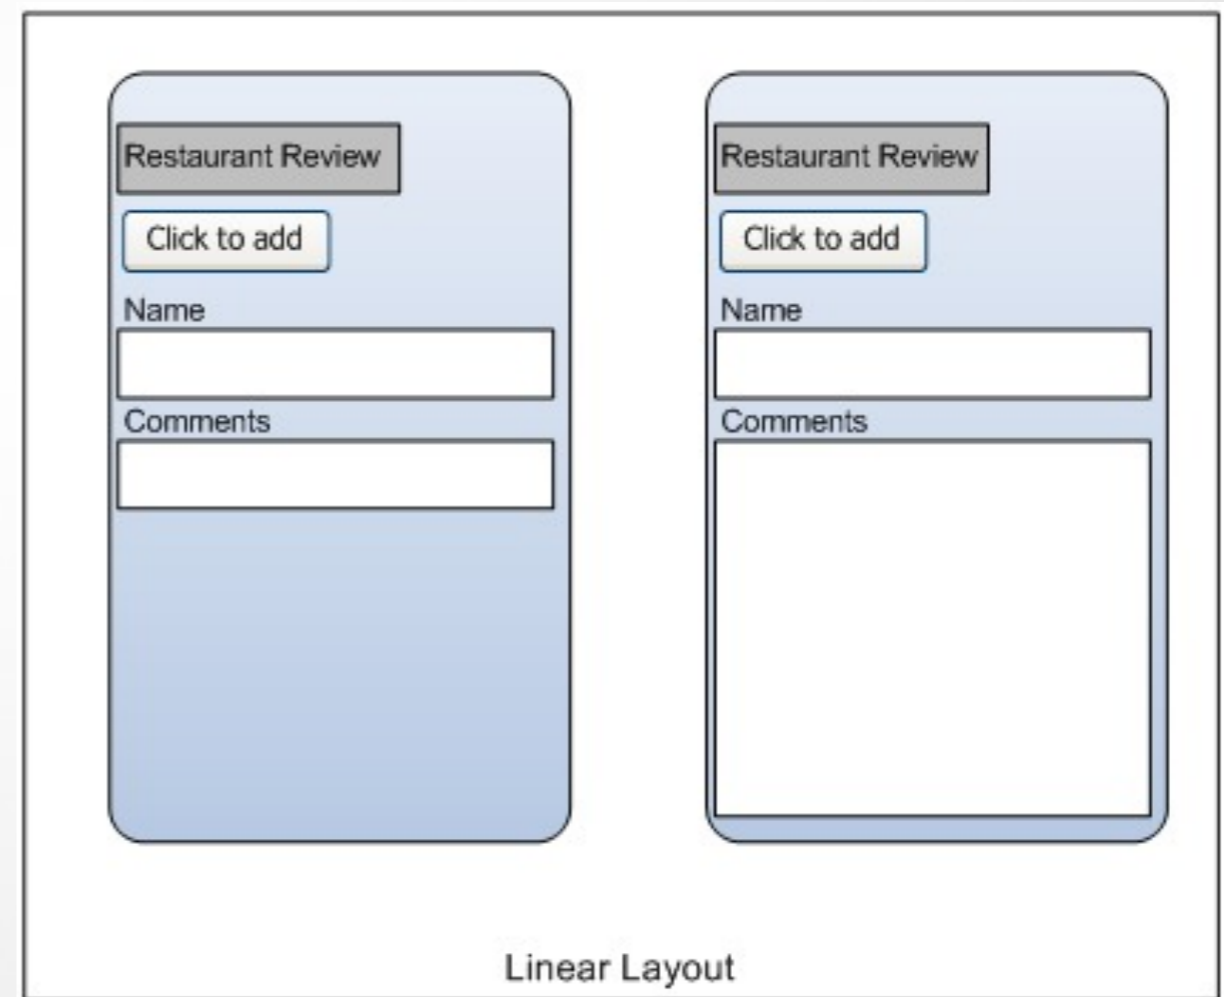 Restaurant Review
Click to add
Name
Comments
Restaurant Review
Click to add
Name
Comments
Linear Layout